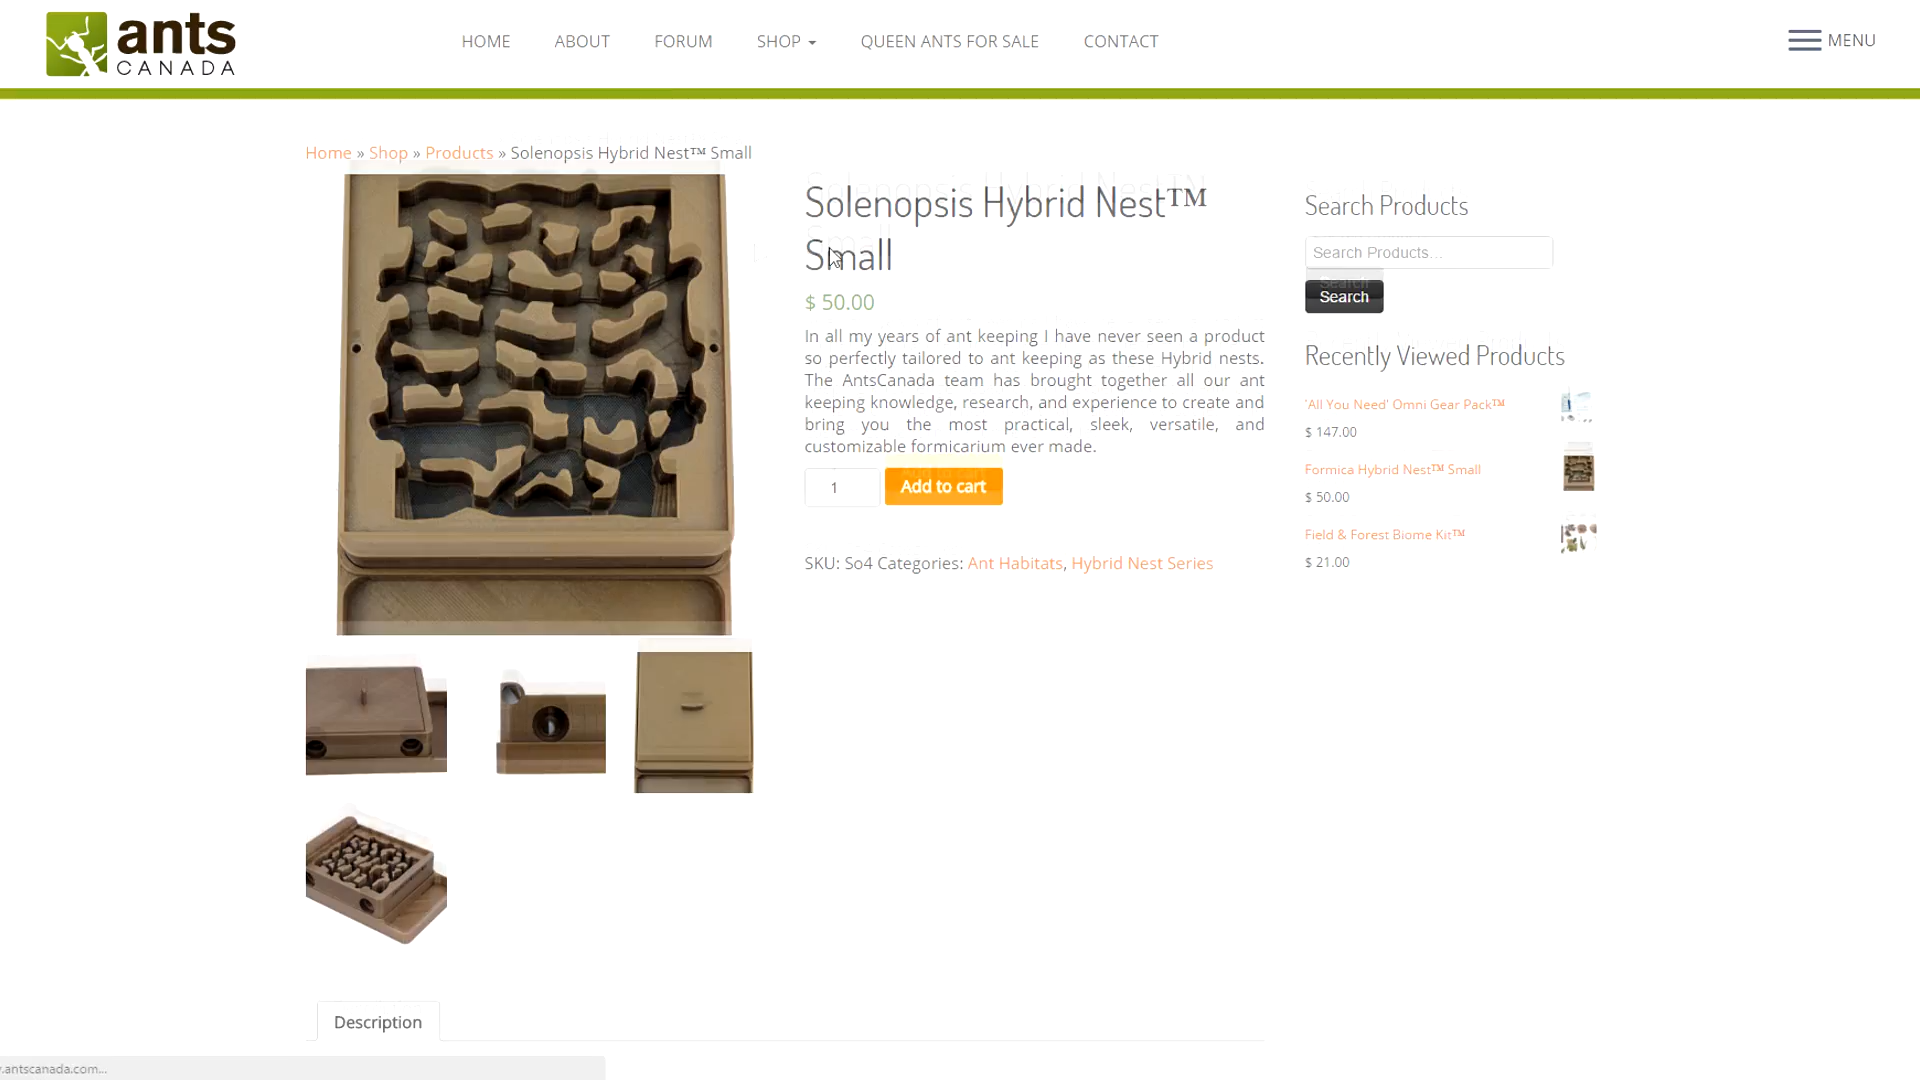 ants
CANADA
HOME
ABOUT
FORUM
SHOP
QUEEN ANTS FOR SALE
CONTACT
MENU
Home » Shop » Products » Solenopsis Hybrid Nest™ Small
Solenopsis Hybrid Nest™
Small
$ 50.00
In all my years of ant keeping I have never seen a product
so perfectly tailored to ant keeping as these Hybrid nests.
The AntsCanada team has brought together all our ant
keeping knowledge, research, and experience to create and
bring you the most practical, sleek, versatile, and
customizable formicarium ever made.
1
Add to cart
SKU: So4 Categories: Ant Habitats, Hybrid Nest Series
Search Products
Search Products...
Search
Recently Viewed Products
'All You Need' Omni Gear Pack™
$ 147.00
Formica Hybrid Nest™ Small
$ 50.00
Field & Forest Biome Kit™
$ 21.00
Description
.antscanada.com...